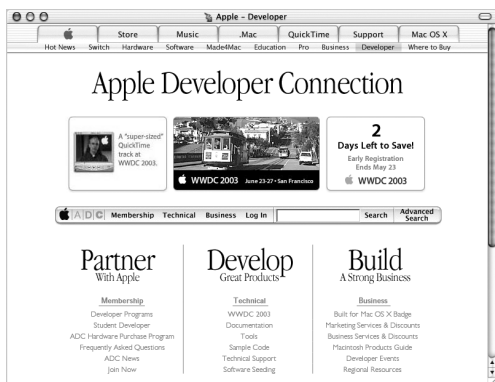 Apple – Developer
Store Music .Mac QuickTime Support Mac OS X
Hot News Switch Hardware Software Made4Mac Education Pro Business Developer Where to Buy
Apple Developer Connection
A "super-sized"
QuickTime
track at
WWDC 2003.
WWDC 2003 June 23-27 • San Francisco
2
Days Left to Save!
Early Registration
Ends May 23
WWDC 2003
ADC Membership Technical Business Log In Search Advanced Search
Partner
With Apple
Membership
Developer Programs
Student Developer
ADC Hardware Purchase Program
Frequently Asked Questions
ADC News
Join Now
Develop
Great Products
Technical
WWDC 2003
Documentation
Tools
Sample Code
Technical Support
Software Seeding
Build
A Strong Business
Business
Built for Mac OS X Badge
Marketing Services & Discounts
Business Services & Discounts
Macintosh Products Guide
Developer Events
Regional Resources